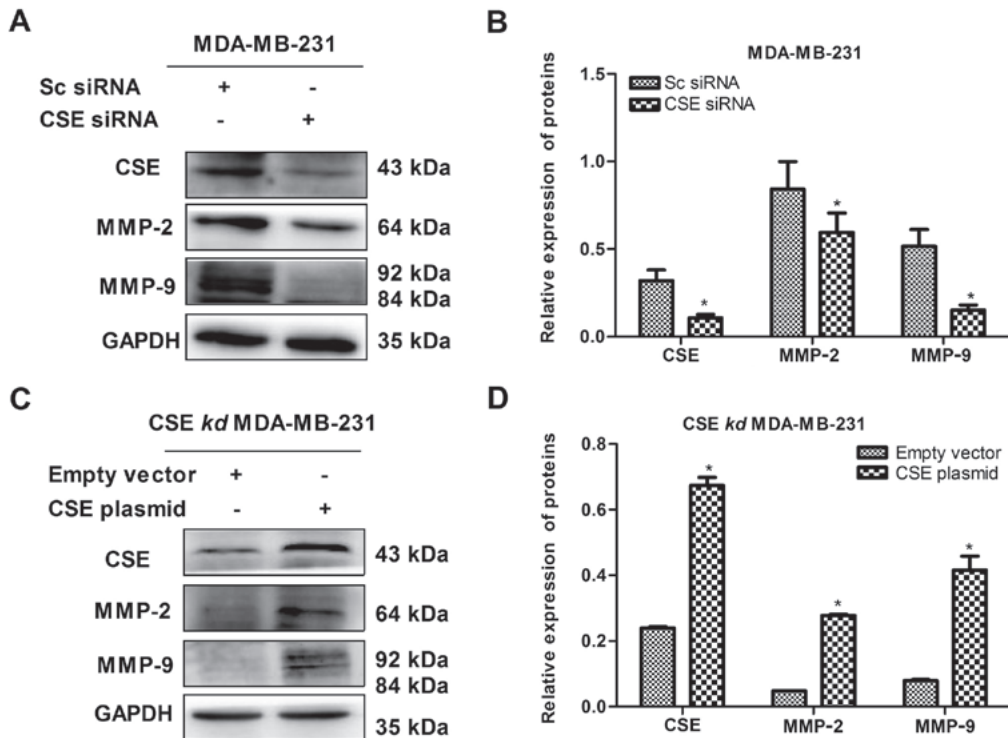 A
MDA-MB-231
Sc siRNA + -
CSE siRNA - +
CSE 43 kDa
MMP-2 64 kDa
MMP-9 92 kDa
84 kDa
GAPDH 35 kDa
B
MDA-MB-231
Sc siRNA
CSE siRNA
Relative expression of proteins
1.5
1.0
0.5
0.0
* * *
CSE MMP-2 MMP-9
C
CSE kd MDA-MB-231
Empty vector + -
CSE plasmid - +
CSE 43 kDa
MMP-2 64 kDa
MMP-9 92 kDa
84 kDa
GAPDH 35 kDa
D
CSE kd MDA-MB-231
Empty vector
CSE plasmid
Relative expression of proteins
0.8
0.6
0.4
0.2
0.0
* * *
CSE MMP-2 MMP-9